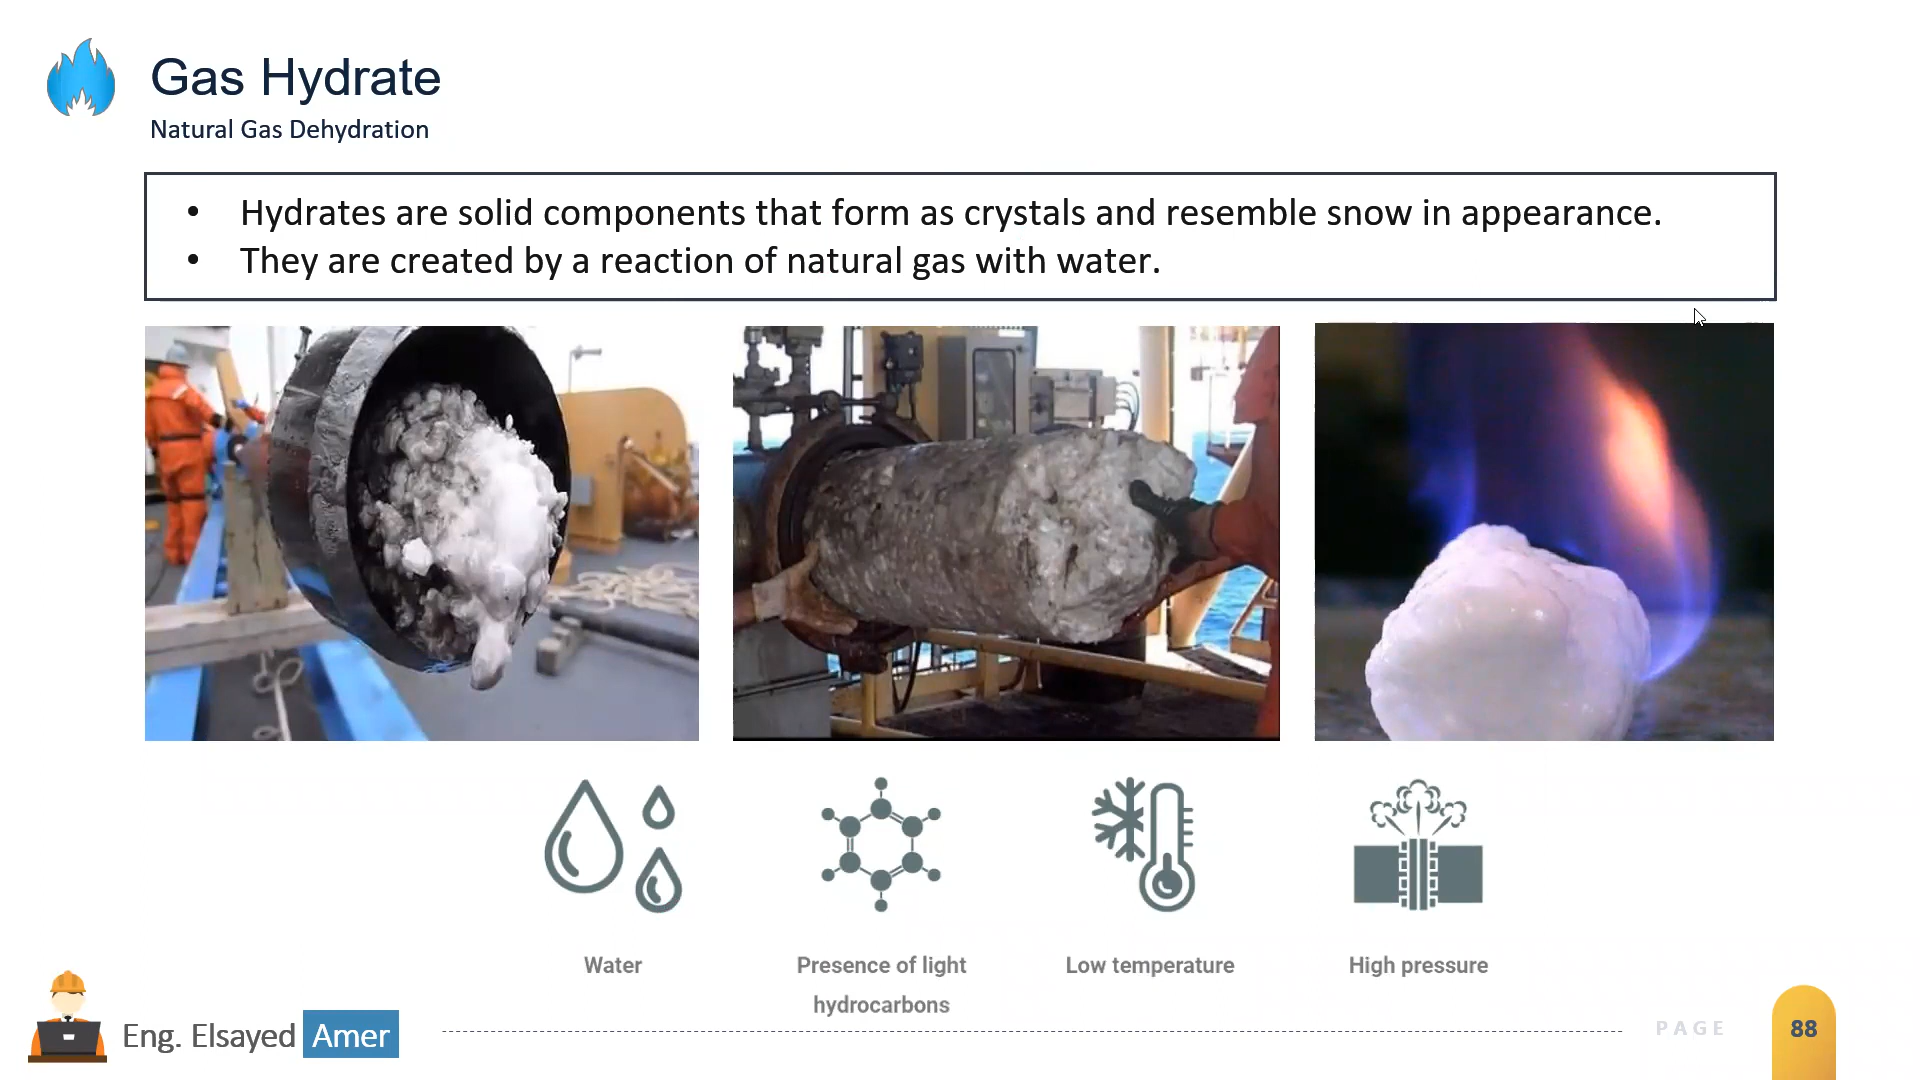 Gas Hydrate
Natural Gas Dehydration
• Hydrates are solid components that form as crystals and resemble snow in appearance.
• They are created by a reaction of natural gas with water.
Water
Presence of light
hydrocarbons
Low temperature
High pressure
Eng. Elsayed Amer
PAGE
88